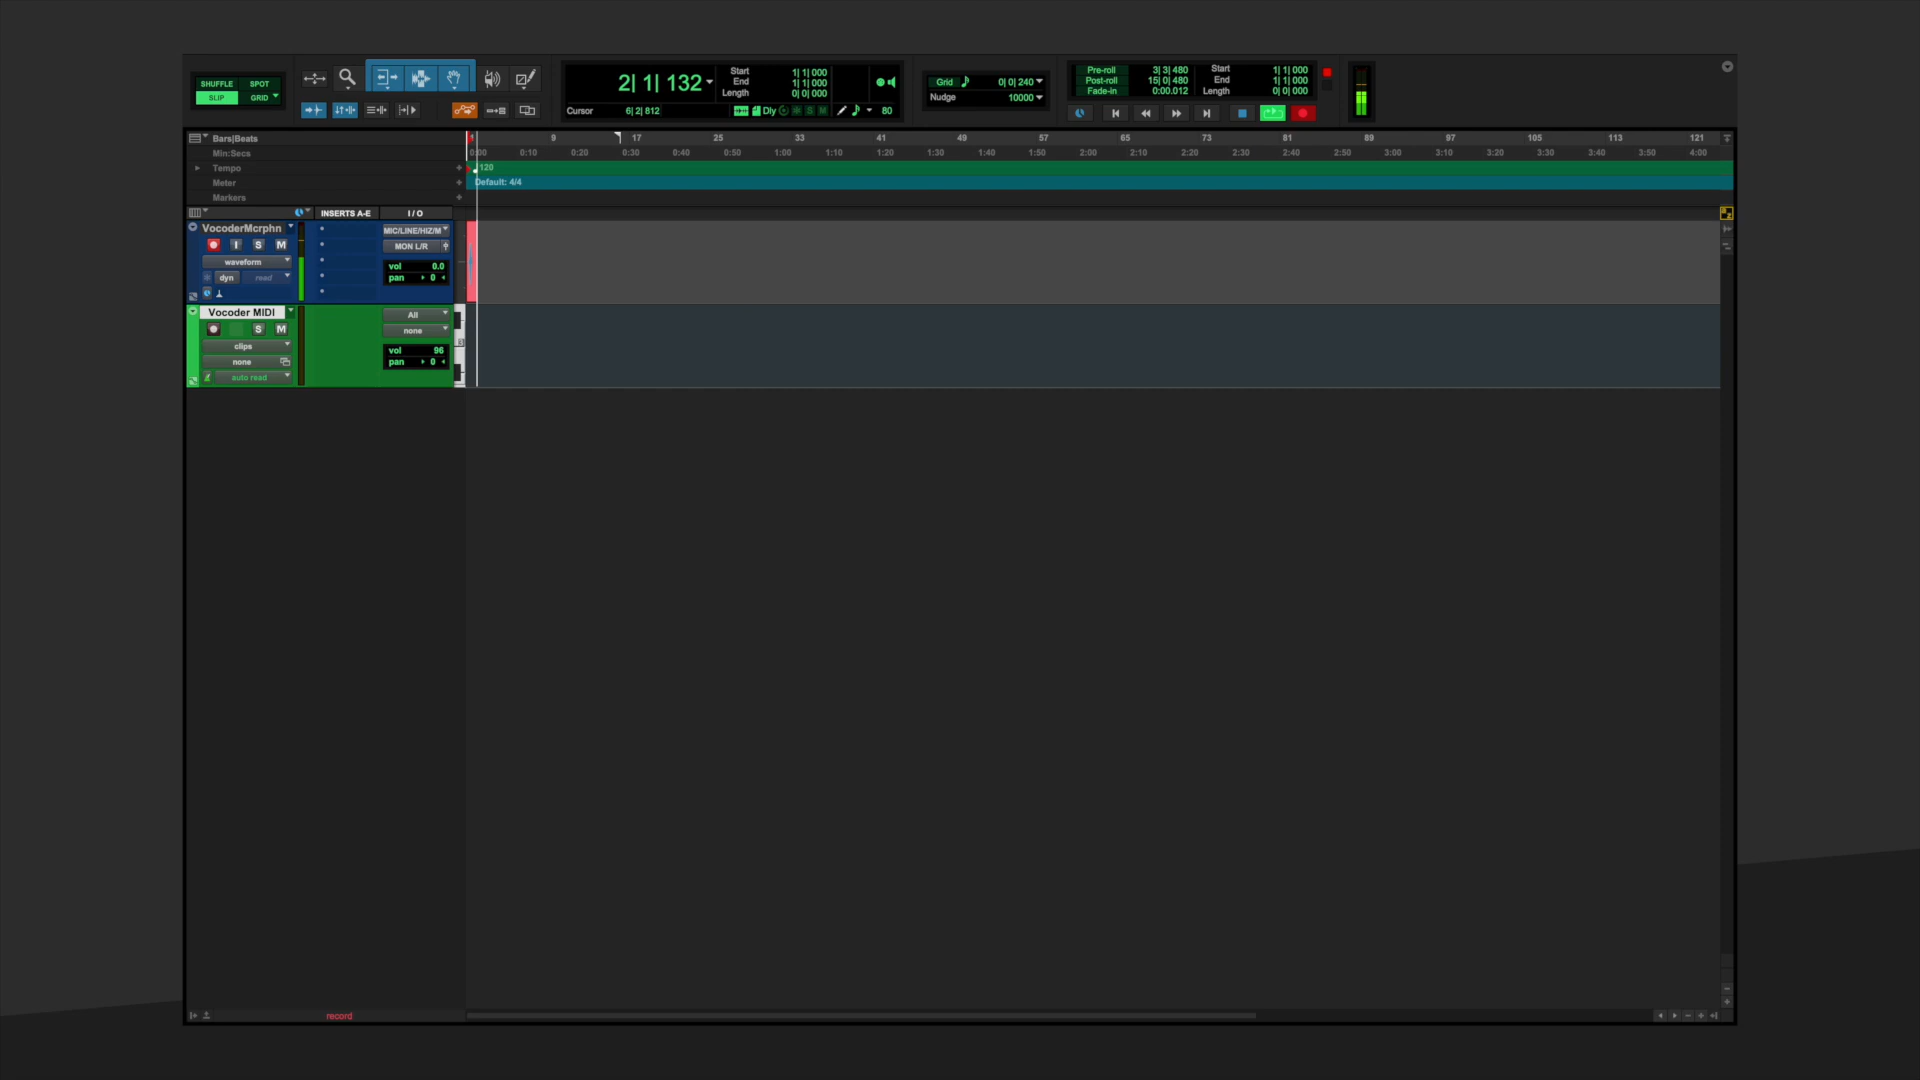 SHUFFLE SPOT
SLIP GRID
2| 1| 132
Start 1| 1| 000
End 1| 1| 000
Length 0| 0| 000
Cursor 6| 2| 812
Dly S M 80
Grid 0| 0| 240
Nudge 10000
Pre-roll 3| 3| 480
Post-roll 15| 0| 480
Fade-in 0:00.012
Start 1| 1| 000
End 1| 1| 000
Length 0| 0| 000
Bars|Beats 1 9 17 25 33 41 49 57 65 73 81 89 97 105 113 121
Min:Secs 0:00 0:10 0:20 0:30 0:40 0:50 1:00 1:10 1:20 1:30 1:40 1:50 2:00 2:10 2:20 2:30 2:40 2:50 3:00 3:10 3:20 3:30 3:40 3:50 4:00
Tempo 120
Meter Default: 4/4
Markers
INSERTS A-E I / O
VocoderMcrphn MIC/LINE/HIZ/M
I S M MON L/R
waveform vol 0.0
dyn read pan 0
Vocoder MIDI All
S M none
clips vol 96
none pan 0
auto read
record